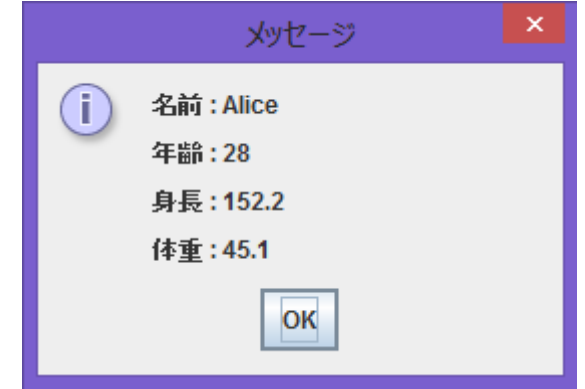 メッセージ
名前 : Alice
年齢 : 28
身長 : 152.2
体重 : 45.1
OK